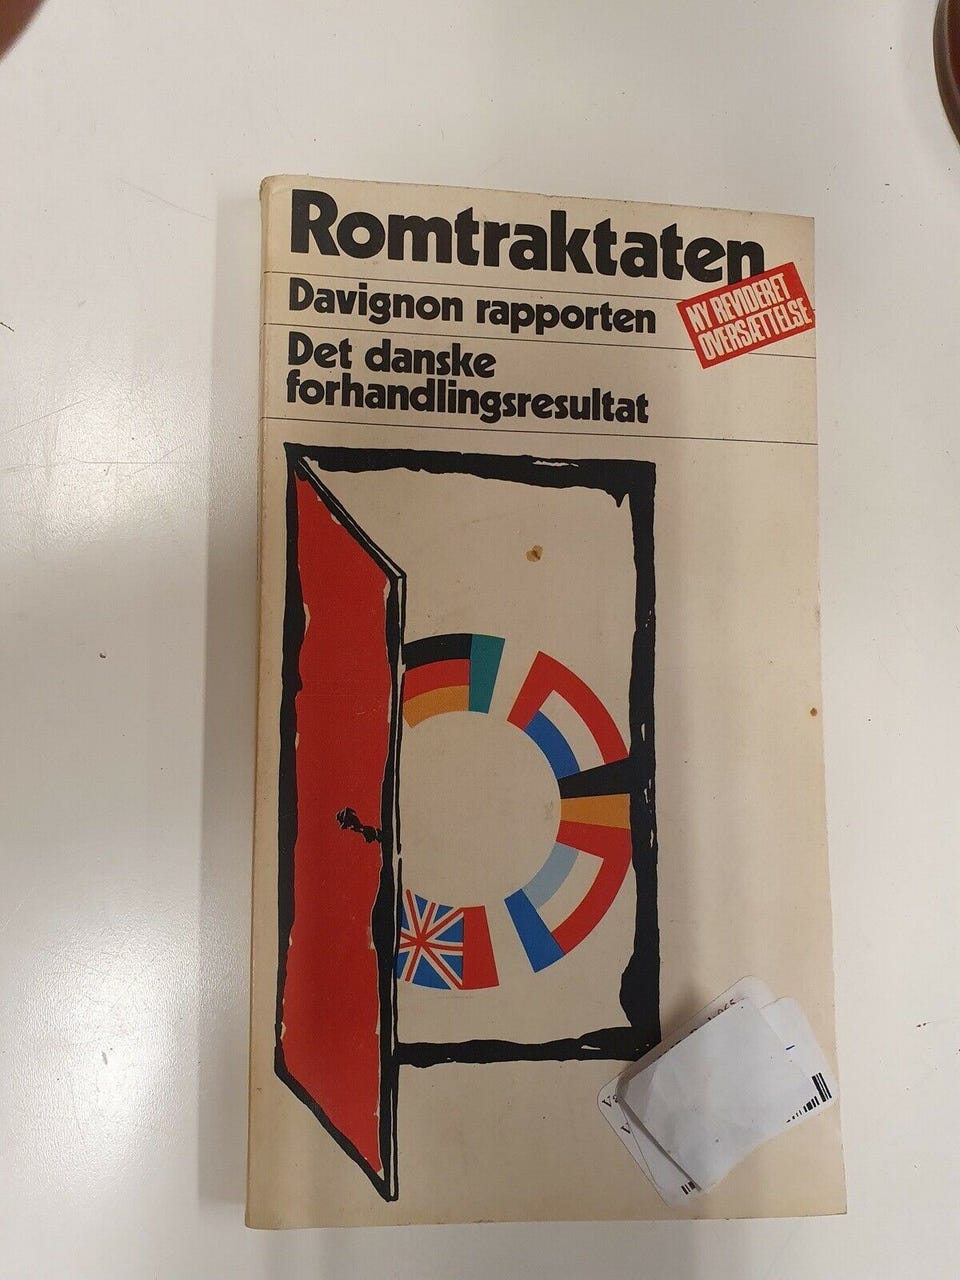 Romtraktaten
Davignon rapporten
NY REVIDERET
OVERSÆTTELSE
Det danske
forhandlingsresultat